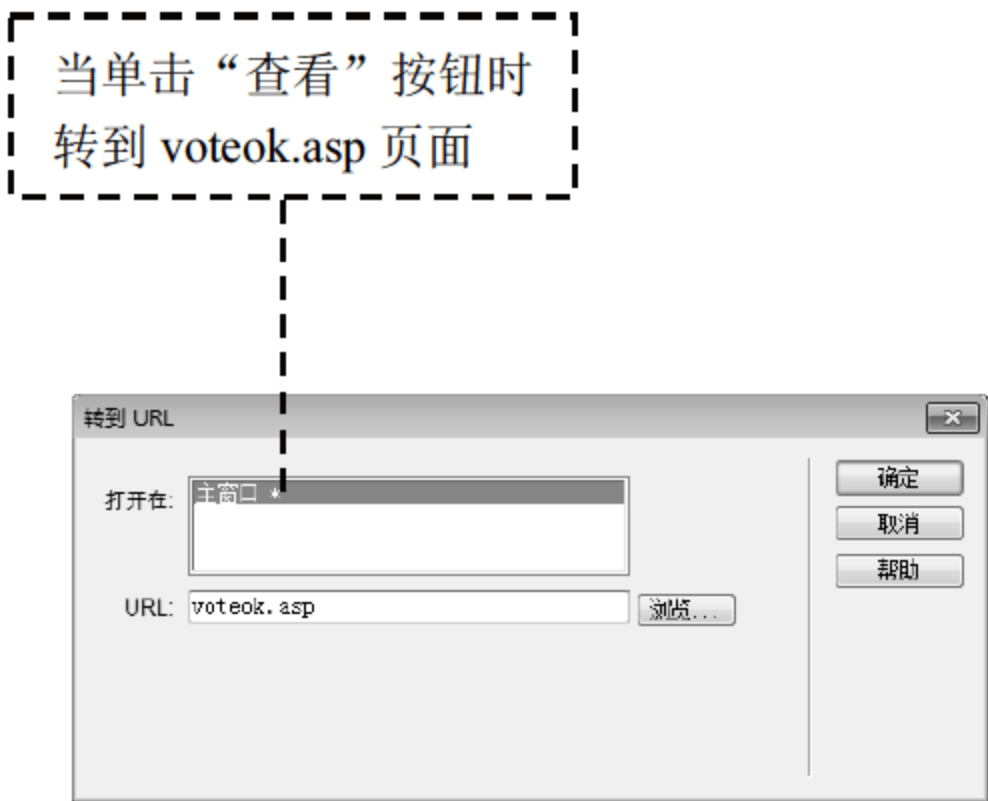 当单击“查看”按钮时
转到 voteok.asp 页面
转到 URL
打开在:
主窗口 *
确定
取消
帮助
URL:
voteok.asp
浏览...